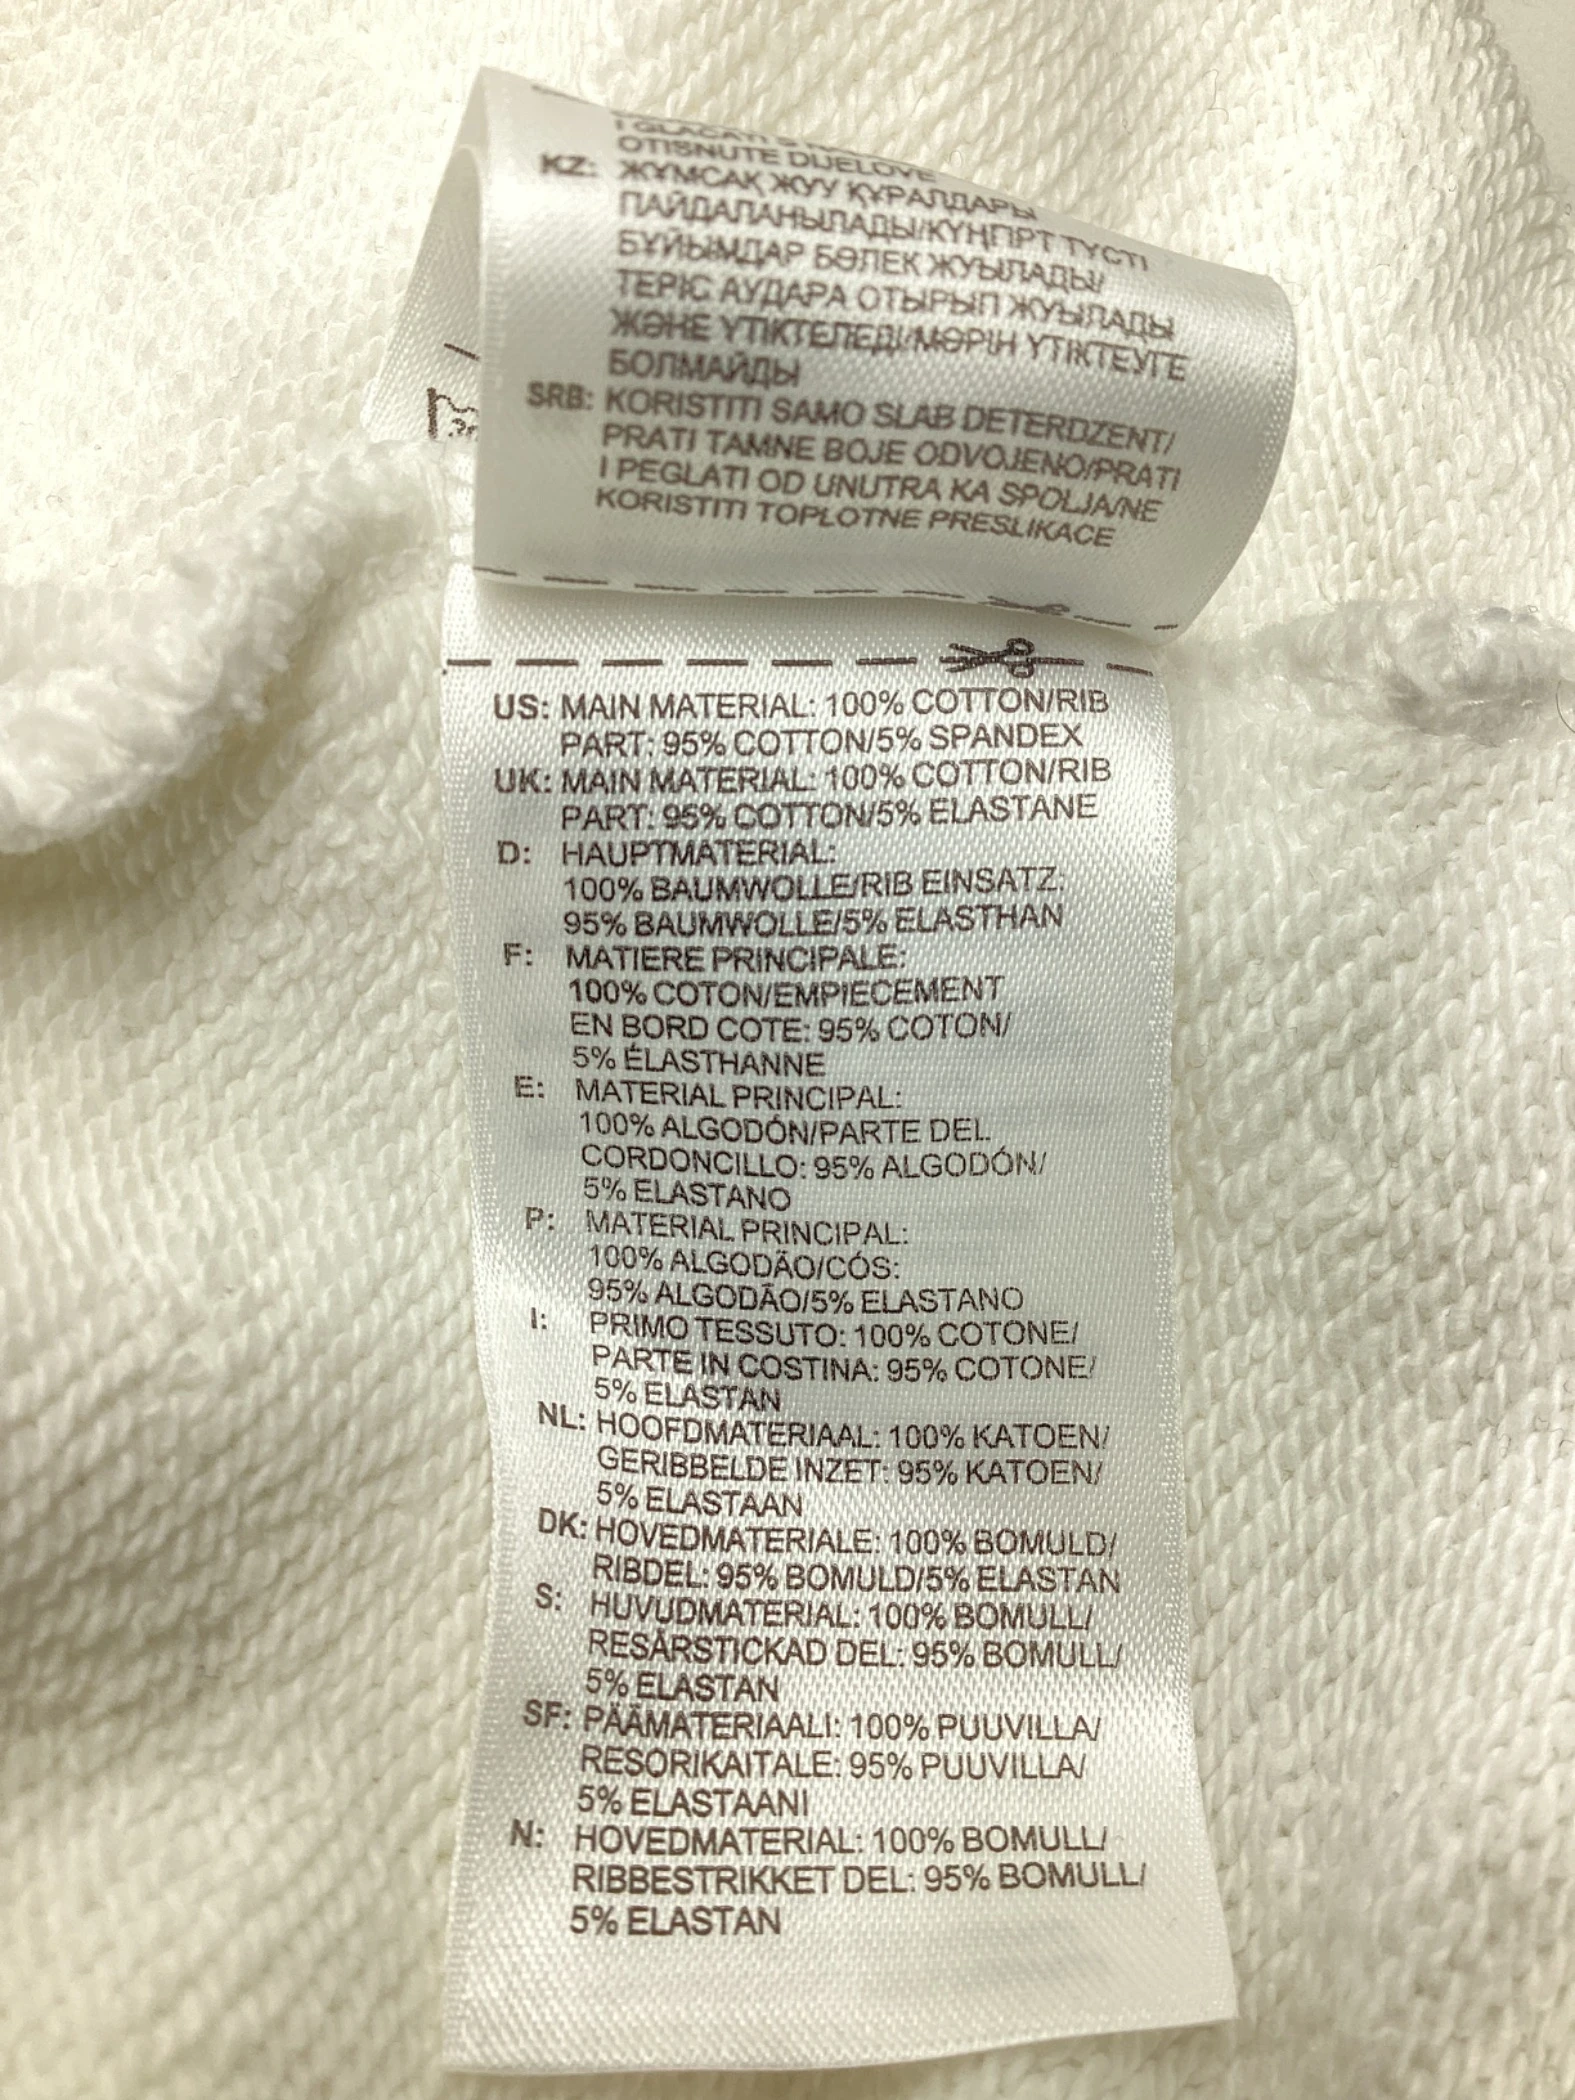 I GLAČATI
OTISNUTE DIJELOVE
KZ: ЖҰМСАҚ ЖУУ ҚҰРАЛДАРЫ
ПАЙДАЛАНЫЛАДЫ/КҮҢГІРТ ТҮСТІ
БҰЙЫМДАР БӨЛЕК ЖУЫЛАДЫ/
ТЕРІС АУДАРА ОТЫРЫП ЖУЫЛАДЫ
ЖӘНЕ ҮТІКТЕЛЕДІ/МӨРІН ҮТІКТЕУГЕ
БОЛМАЙДЫ
SRB: KORISTITI SAMO SLAB DETERDZENT/
PRATI TAMNE BOJE ODVOJENO/PRATI
I PEGLATI OD UNUTRA KA SPOLJA/NE
KORISTITI TOPLOTNE PRESLIKACE
US: MAIN MATERIAL: 100% COTTON/RIB
PART: 95% COTTON/5% SPANDEX
UK: MAIN MATERIAL: 100% COTTON/RIB
PART: 95% COTTON/5% ELASTANE
D: HAUPTMATERIAL:
100% BAUMWOLLE/RIB EINSATZ:
95% BAUMWOLLE/5% ELASTHAN
F: MATIERE PRINCIPALE:
100% COTON/EMPIECEMENT
EN BORD COTE: 95% COTON/
5% ÉLASTHANNE
E: MATERIAL PRINCIPAL:
100% ALGODÓN/PARTE DEL
CORDONCILLO: 95% ALGODÓN/
5% ELASTANO
P: MATERIAL PRINCIPAL:
100% ALGODÃO/CÓS:
95% ALGODÃO/5% ELASTANO
I: PRIMO TESSUTO: 100% COTONE/
PARTE IN COSTINA: 95% COTONE/
5% ELASTAN
NL: HOOFDMATERIAAL: 100% KATOEN/
GERIBBELDE INZET: 95% KATOEN/
5% ELASTAAN
DK: HOVEDMATERIALE: 100% BOMULD/
RIBDEL: 95% BOMULD/5% ELASTAN
S: HUVUDMATERIAL: 100% BOMULL/
RESÅRSTICKAD DEL: 95% BOMULL/
5% ELASTAN
SF: PÄÄMATERIAALI: 100% PUUVILLA/
RESORIKAITALE: 95% PUUVILLA/
5% ELASTAANI
N: HOVEDMATERIAL: 100% BOMULL/
RIBBESTRIKKET DEL: 95% BOMULL/
5% ELASTAN